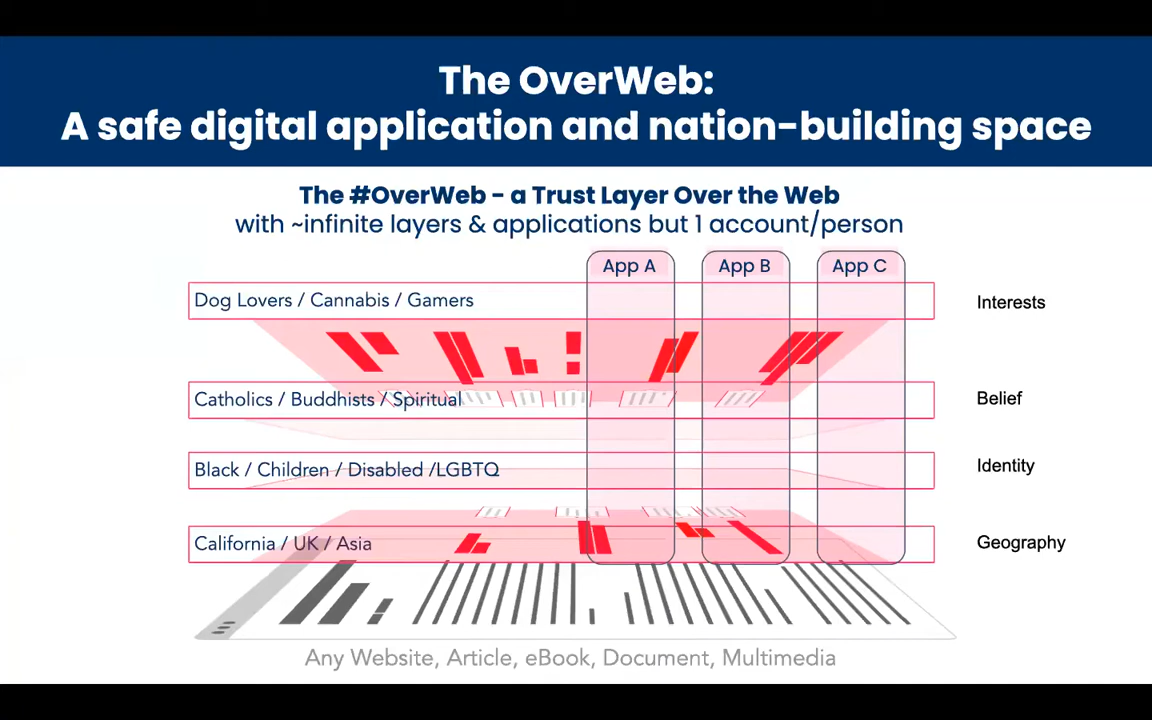 The OverWeb:
A safe digital application and nation-building space
The #OverWeb - a Trust Layer Over the Web
with ~infinite layers & applications but 1 account/person
App A
App B
App C
Dog Lovers / Cannabis / Gamers
Interests
Catholics / Buddhists / Spiritual
Belief
Black / Children / Disabled /LGBTQ
Identity
California / UK / Asia
Geography
Any Website, Article, eBook, Document, Multimedia